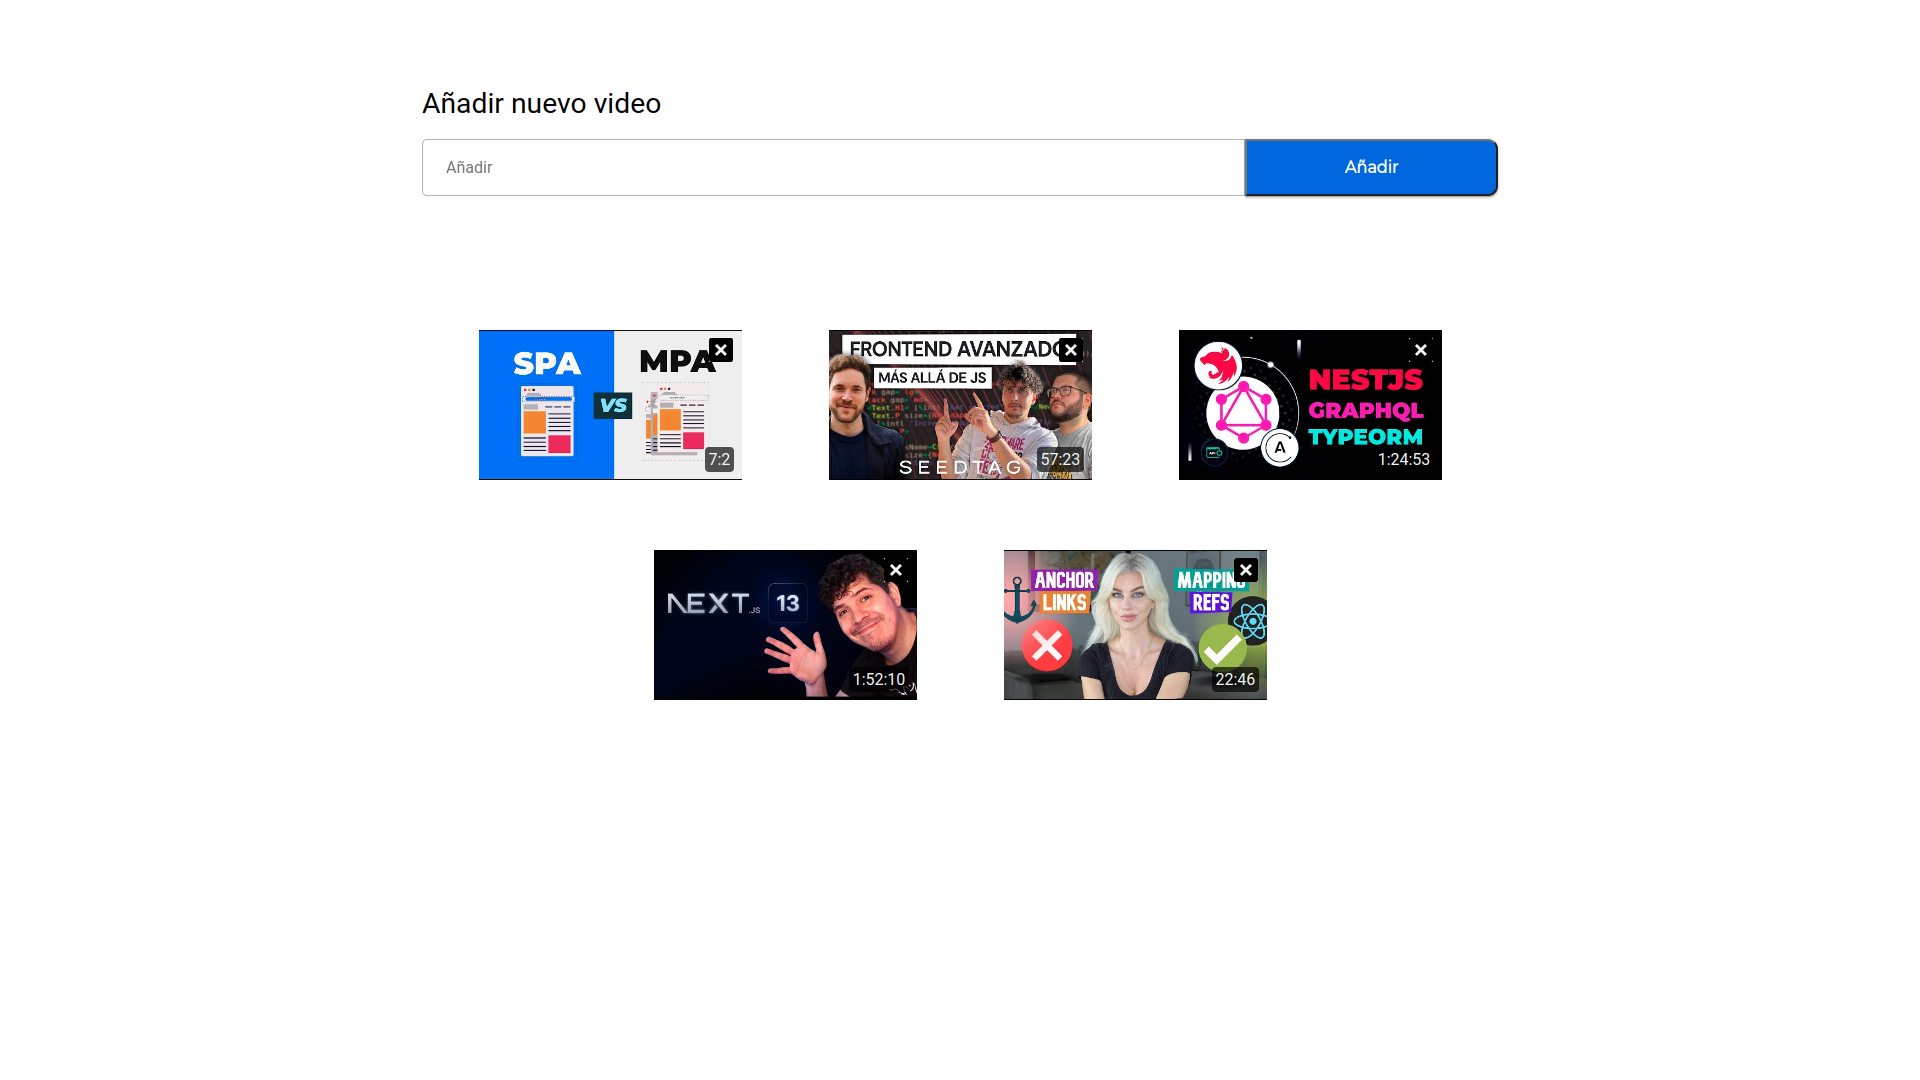 Añadir nuevo video
Añadir
Añadir
SPA
VS
MPA
7:2
FRONTEND AVANZADO
MÁS ALLÁ DE JS
SEEDTAG
57:23
NESTJS
GRAPHQL
TYPEORM
A
1:24:53
NEXT.JS
13
1:52:10
ANCHOR
LINKS
MAPPING
REFS
22:46